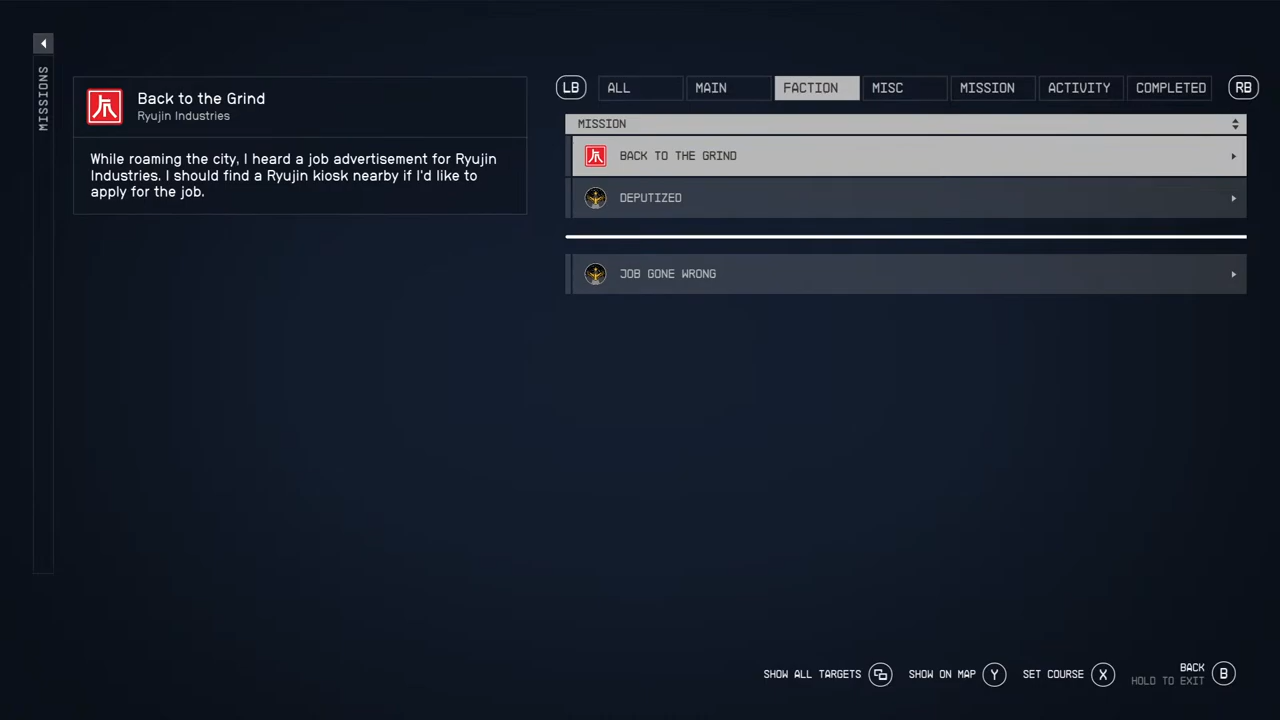 MISSIONS
Back to the Grind
Ryujin Industries
While roaming the city, I heard a job advertisement for Ryujin
Industries. I should find a Ryujin kiosk nearby if I'd like to
apply for the job.
LB ALL MAIN FACTION MISC MISSION ACTIVITY COMPLETED RB
MISSION
BACK TO THE GRIND
DEPUTIZED
JOB GONE WRONG
SHOW ALL TARGETS SHOW ON MAP Y SET COURSE X BACK B
HOLD TO EXIT